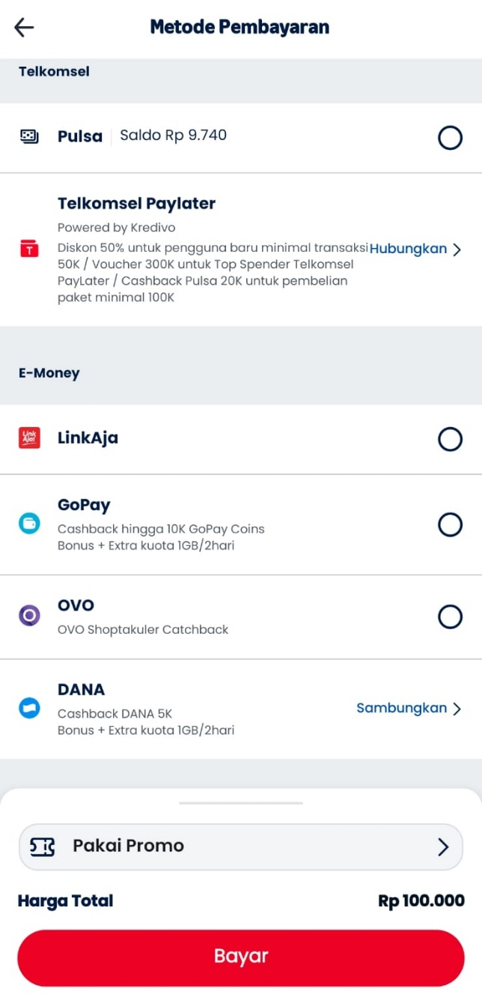 Metode Pembayaran
Telkomsel
Pulsa
Saldo Rp 9.740
Telkomsel Paylater
Powered by Kredivo
Diskon 50% untuk pengguna baru minimal transaksi
50K / Voucher 300K untuk Top Spender Telkomsel
PayLater / Cashback Pulsa 20K untuk pembelian
paket minimal 100K
Hubungkan
T
E-Money
Link
Aja!
LinkAja
GoPay
Cashback hingga 10K GoPay Coins
Bonus + Extra kuota 1GB/2hari
OVO
OVO Shoptakuler Catchback
DANA
Cashback DANA 5K
Bonus + Extra kuota 1GB/2hari
Sambungkan
Pakai Promo
Harga Total
Rp 100.000
Bayar